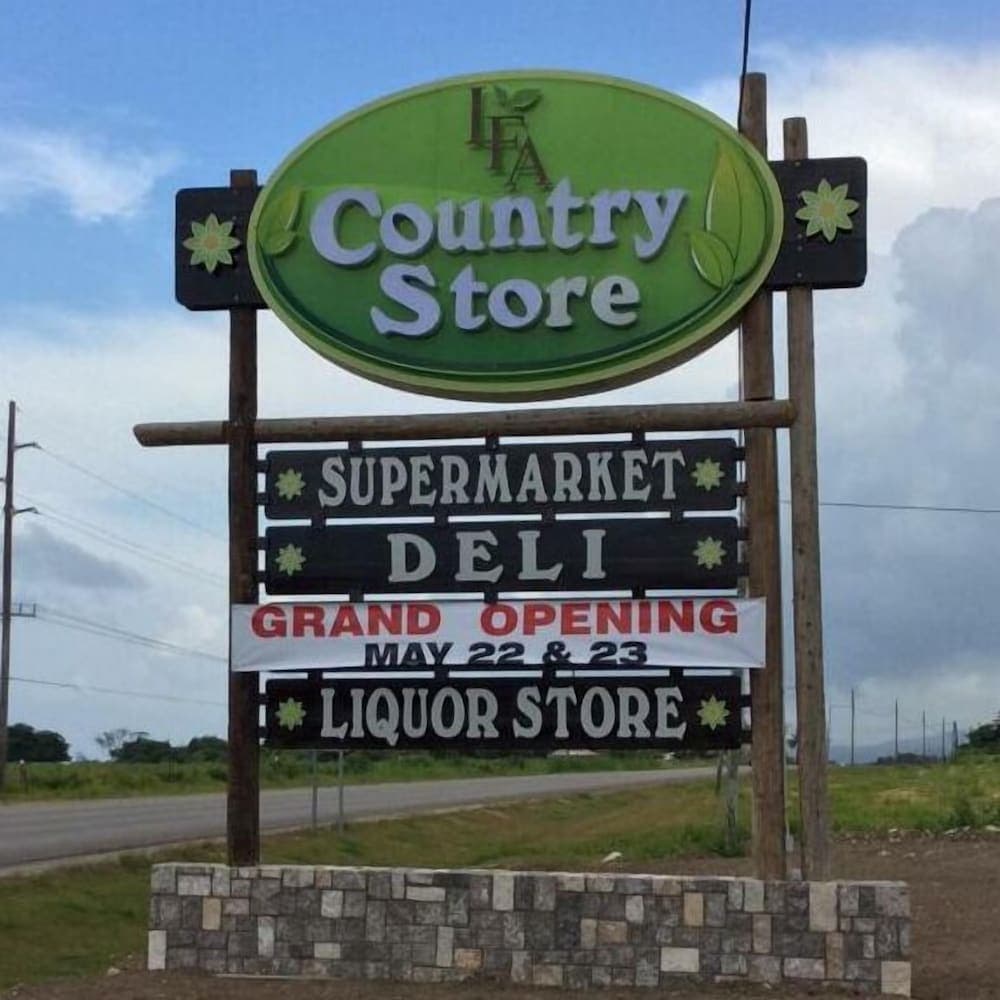 IFA
Country
Store
SUPERMARKET
DELI
GRAND OPENING
MAY 22 & 23
LIQUOR STORE